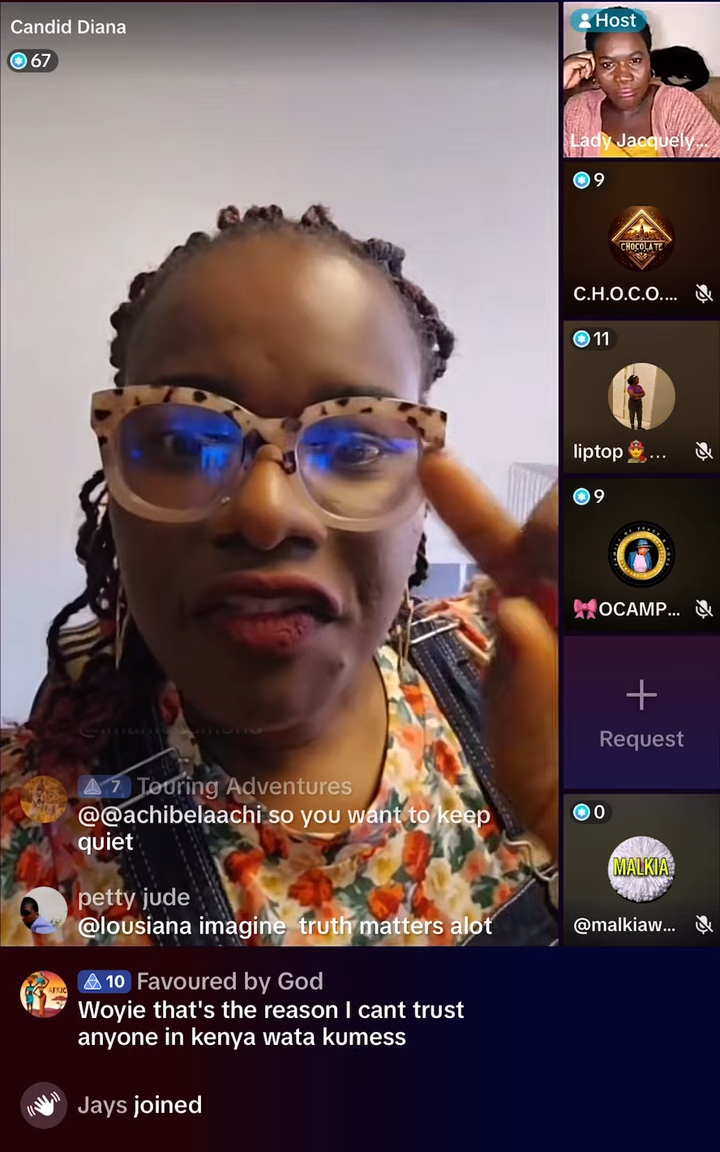 Candid Diana
67
Host
Lady Jacquely...
9
CHOCOLATE
C.H.O.C.O....
11
liptop 👩‍🚒...
9
🎀OCAMP...
+
Request
0
MALKIA
@malkiaw...
7 Touring Adventures
@@achibelaachi so you want to keep
quiet
petty jude
@lousiana imagine truth matters alot
10 Favoured by God
Woyie that's the reason I cant trust
anyone in kenya wata kumess
Jays joined